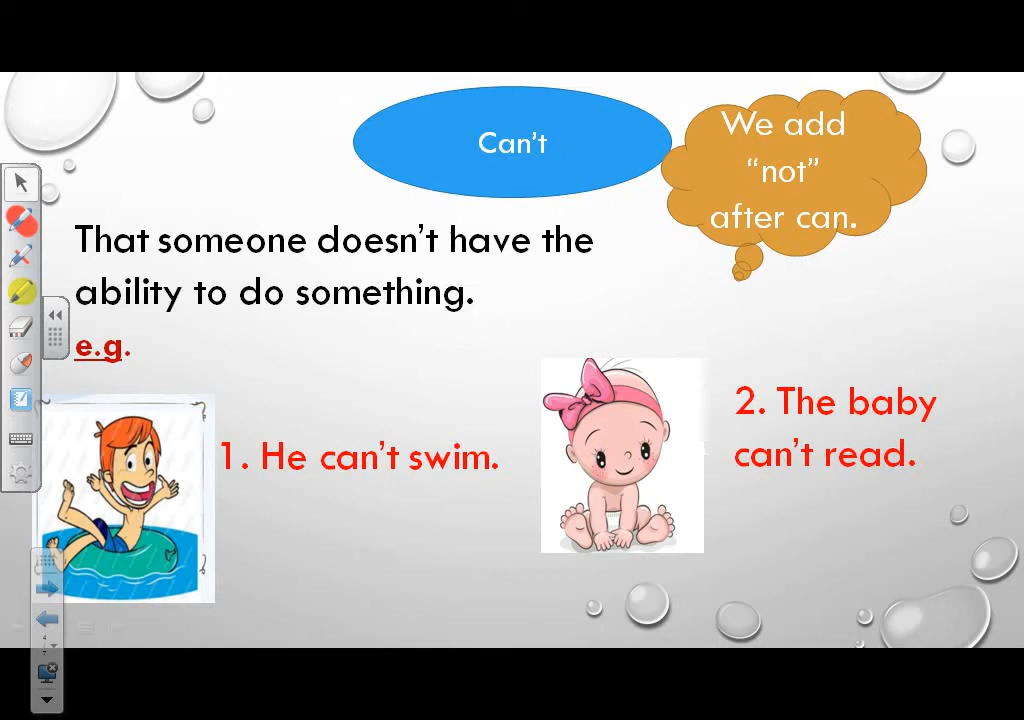 Can't
We add
“not”
after can.
That someone doesn't have the
ability to do something.
e.g.
1. He can't swim.
2. The baby
can't read.